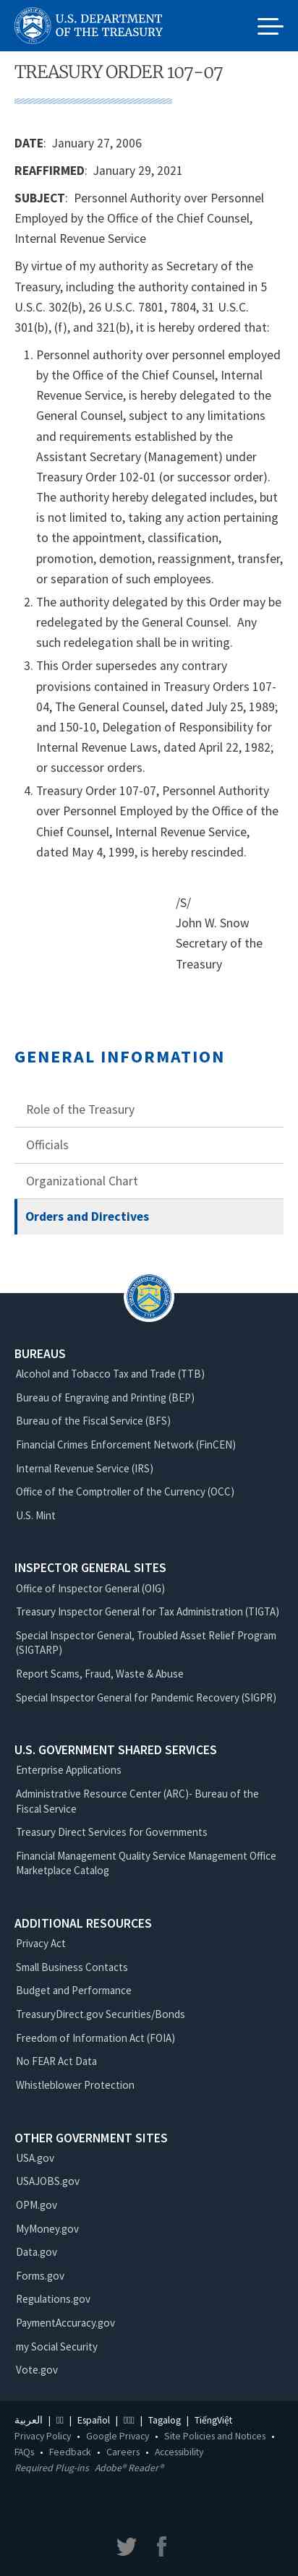 U.S. DEPARTMENT
OF THE TREASURY
TREASURY ORDER 107-07
DATE:  January 27, 2006
REAFFIRMED:  January 29, 2021
SUBJECT:  Personnel Authority over Personnel
Employed by the Office of the Chief Counsel,
Internal Revenue Service
By virtue of my authority as Secretary of the
Treasury, including the authority contained in 5
U.S.C. 302(b), 26 U.S.C. 7801, 7804, 31 U.S.C.
301(b), (f), and 321(b), it is hereby ordered that:
1. Personnel authority over personnel employed
by the Office of the Chief Counsel, Internal
Revenue Service, is hereby delegated to the
General Counsel, subject to any limitations
and requirements established by the
Assistant Secretary (Management) under
Treasury Order 102-01 (or successor order).
The authority hereby delegated includes, but
is not limited to, taking any action pertaining
to the appointment, classification,
promotion, demotion, reassignment, transfer,
or separation of such employees.
2. The authority delegated by this Order may be
redelegated by the General Counsel.  Any
such redelegation shall be in writing.
3. This Order supersedes any contrary
provisions contained in Treasury Orders 107-
04, The General Counsel, dated July 25, 1989;
and 150-10, Delegation of Responsibility for
Internal Revenue Laws, dated April 22, 1982;
or successor orders.
4. Treasury Order 107-07, Personnel Authority
over Personnel Employed by the Office of the
Chief Counsel, Internal Revenue Service,
dated May 4, 1999, is hereby rescinded.
/S/
John W. Snow
Secretary of the
Treasury
GENERAL INFORMATION
Role of the Treasury
Officials
Organizational Chart
Orders and Directives
BUREAUS
Alcohol and Tobacco Tax and Trade (TTB)
Bureau of Engraving and Printing (BEP)
Bureau of the Fiscal Service (BFS)
Financial Crimes Enforcement Network (FinCEN)
Internal Revenue Service (IRS)
Office of the Comptroller of the Currency (OCC)
U.S. Mint
INSPECTOR GENERAL SITES
Office of Inspector General (OIG)
Treasury Inspector General for Tax Administration (TIGTA)
Special Inspector General, Troubled Asset Relief Program
(SIGTARP)
Report Scams, Fraud, Waste & Abuse
Special Inspector General for Pandemic Recovery (SIGPR)
U.S. GOVERNMENT SHARED SERVICES
Enterprise Applications
Administrative Resource Center (ARC)- Bureau of the
Fiscal Service
Treasury Direct Services for Governments
Financial Management Quality Service Management Office
Marketplace Catalog
ADDITIONAL RESOURCES
Privacy Act
Small Business Contacts
Budget and Performance
TreasuryDirect.gov Securities/Bonds
Freedom of Information Act (FOIA)
No FEAR Act Data
Whistleblower Protection
OTHER GOVERNMENT SITES
USA.gov
USAJOBS.gov
OPM.gov
MyMoney.gov
Data.gov
Forms.gov
Regulations.gov
PaymentAccuracy.gov
my Social Security
Vote.gov
العربية | | Español | | Tagalog | TiếngViệt
Privacy Policy • Google Privacy • Site Policies and Notices •
FAQs • Feedback • Careers • Accessibility
Required Plug-ins Adobe® Reader®